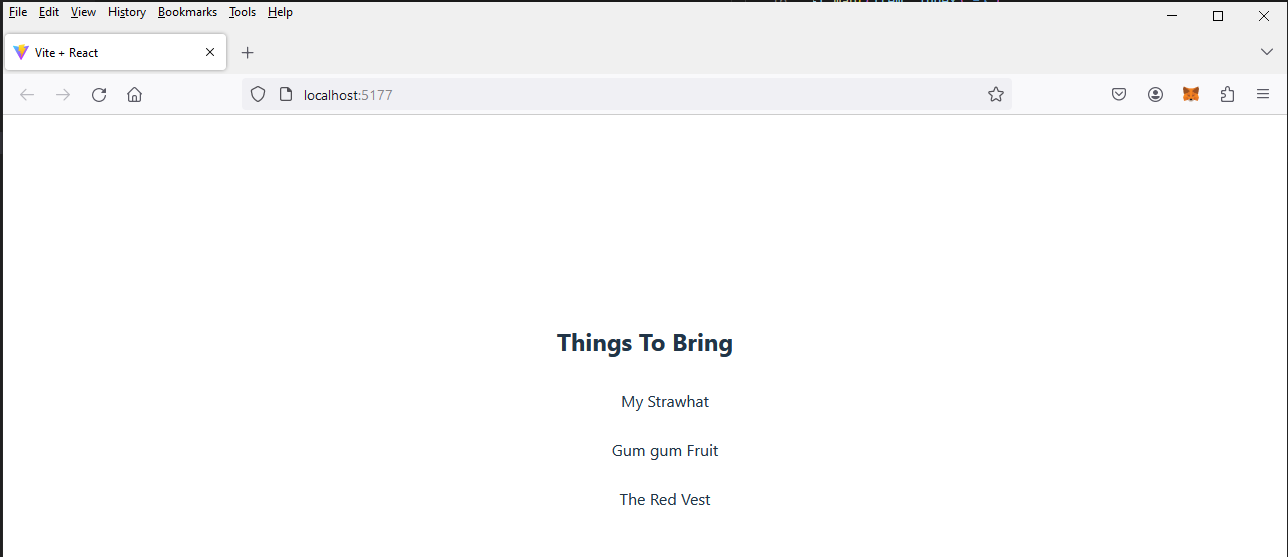 File Edit View History Bookmarks Tools Help
Vite + React
localhost:5177
Things To Bring
My Strawhat
Gum gum Fruit
The Red Vest